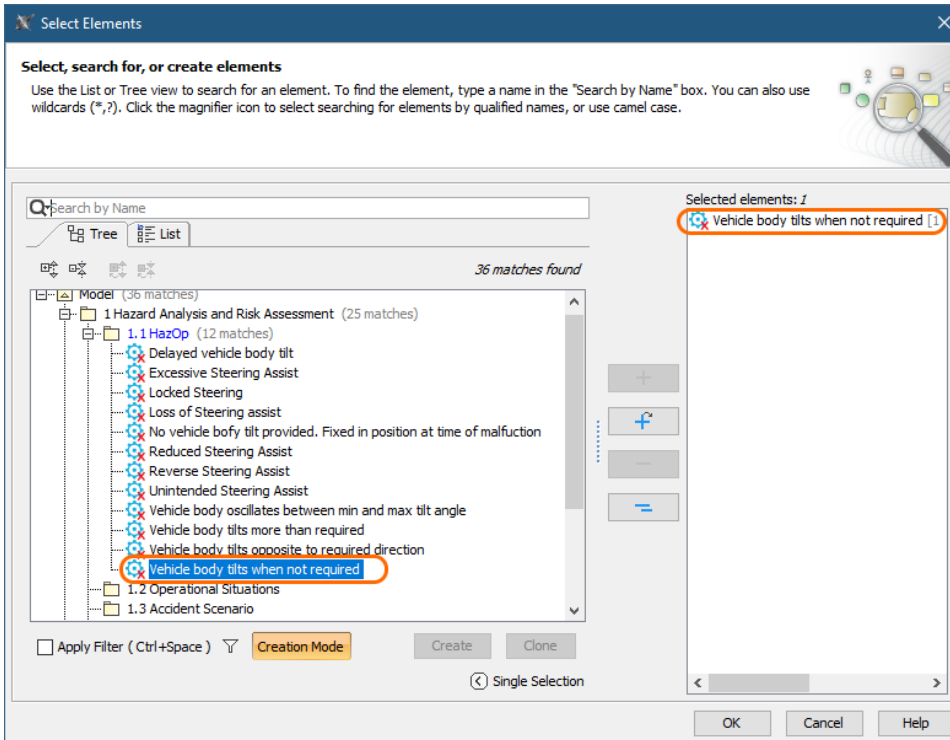 Select Elements
Select, search for, or create elements
Use the List or Tree view to search for an element. To find the element, type a name in the "Search by Name" box. You can also use
wildcards (*,?). Click the magnifier icon to select searching for elements by qualified names, or use camel case.
Search by Name
Tree List
36 matches found
Model (36 matches)
1 Hazard Analysis and Risk Assessment (25 matches)
1.1 HazOp (12 matches)
Delayed vehicle body tilt
Excessive Steering Assist
Locked Steering
Loss of Steering assist
No vehicle bofy tilt provided. Fixed in position at time of malfuction
Reduced Steering Assist
Reverse Steering Assist
Unintended Steering Assist
Vehicle body oscillates between min and max tilt angle
Vehicle body tilts more than required
Vehicle body tilts opposite to required direction
Vehicle body tilts when not required
1.2 Operational Situations
1.3 Accident Scenario
Apply Filter ( Ctrl+Space ) Creation Mode Create Clone
Single Selection
Selected elements: 1
Vehicle body tilts when not required [1
OK Cancel Help